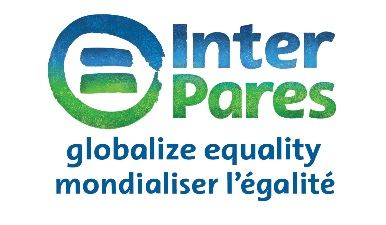 Inter
Pares
globalize equality
mondialiser l'égalité